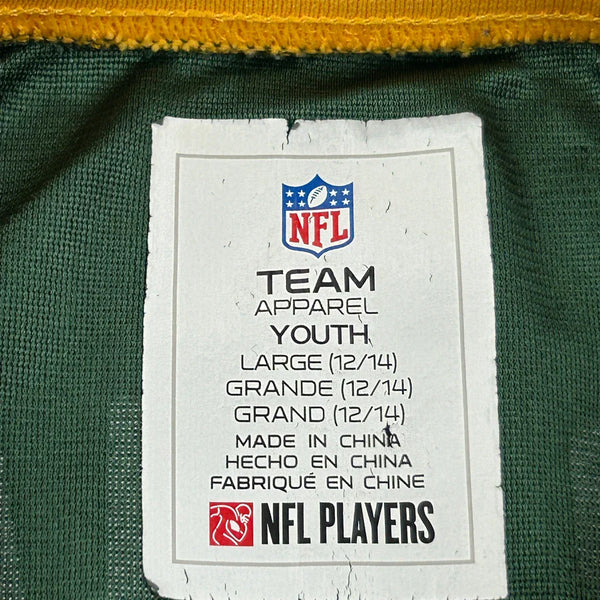 NFL
TEAM
APPAREL
YOUTH
LARGE (12/14)
GRANDE (12/14)
GRAND (12/14)
MADE IN CHINA
HECHO EN CHINA
FABRIQUÉ EN CHINE
NFL PLAYERS